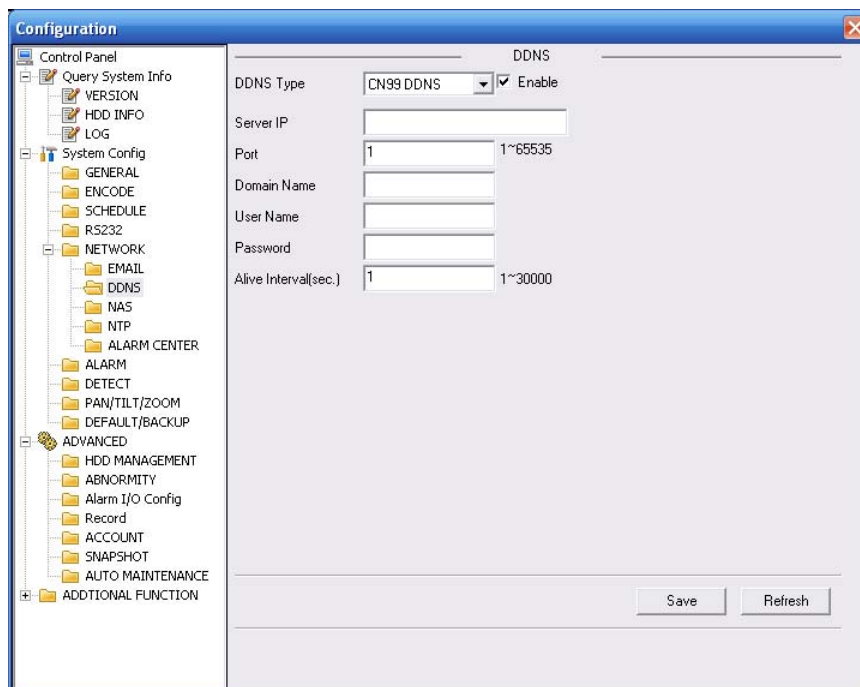 Configuration
Control Panel
Query System Info
VERSION
HDD INFO
LOG
System Config
GENERAL
ENCODE
SCHEDULE
RS232
NETWORK
EMAIL
DDNS
NAS
NTP
ALARM CENTER
ALARM
DETECT
PAN/TILT/ZOOM
DEFAULT/BACKUP
ADVANCED
HDD MANAGEMENT
ABNORMITY
Alarm I/O Config
Record
ACCOUNT
SNAPSHOT
AUTO MAINTENANCE
ADDTIONAL FUNCTION
DDNS
DDNS Type CN99 DDNS Enable
Server IP
Port 1 1~65535
Domain Name
User Name
Password
Alive Interval(sec.) 1 1~30000
Save Refresh